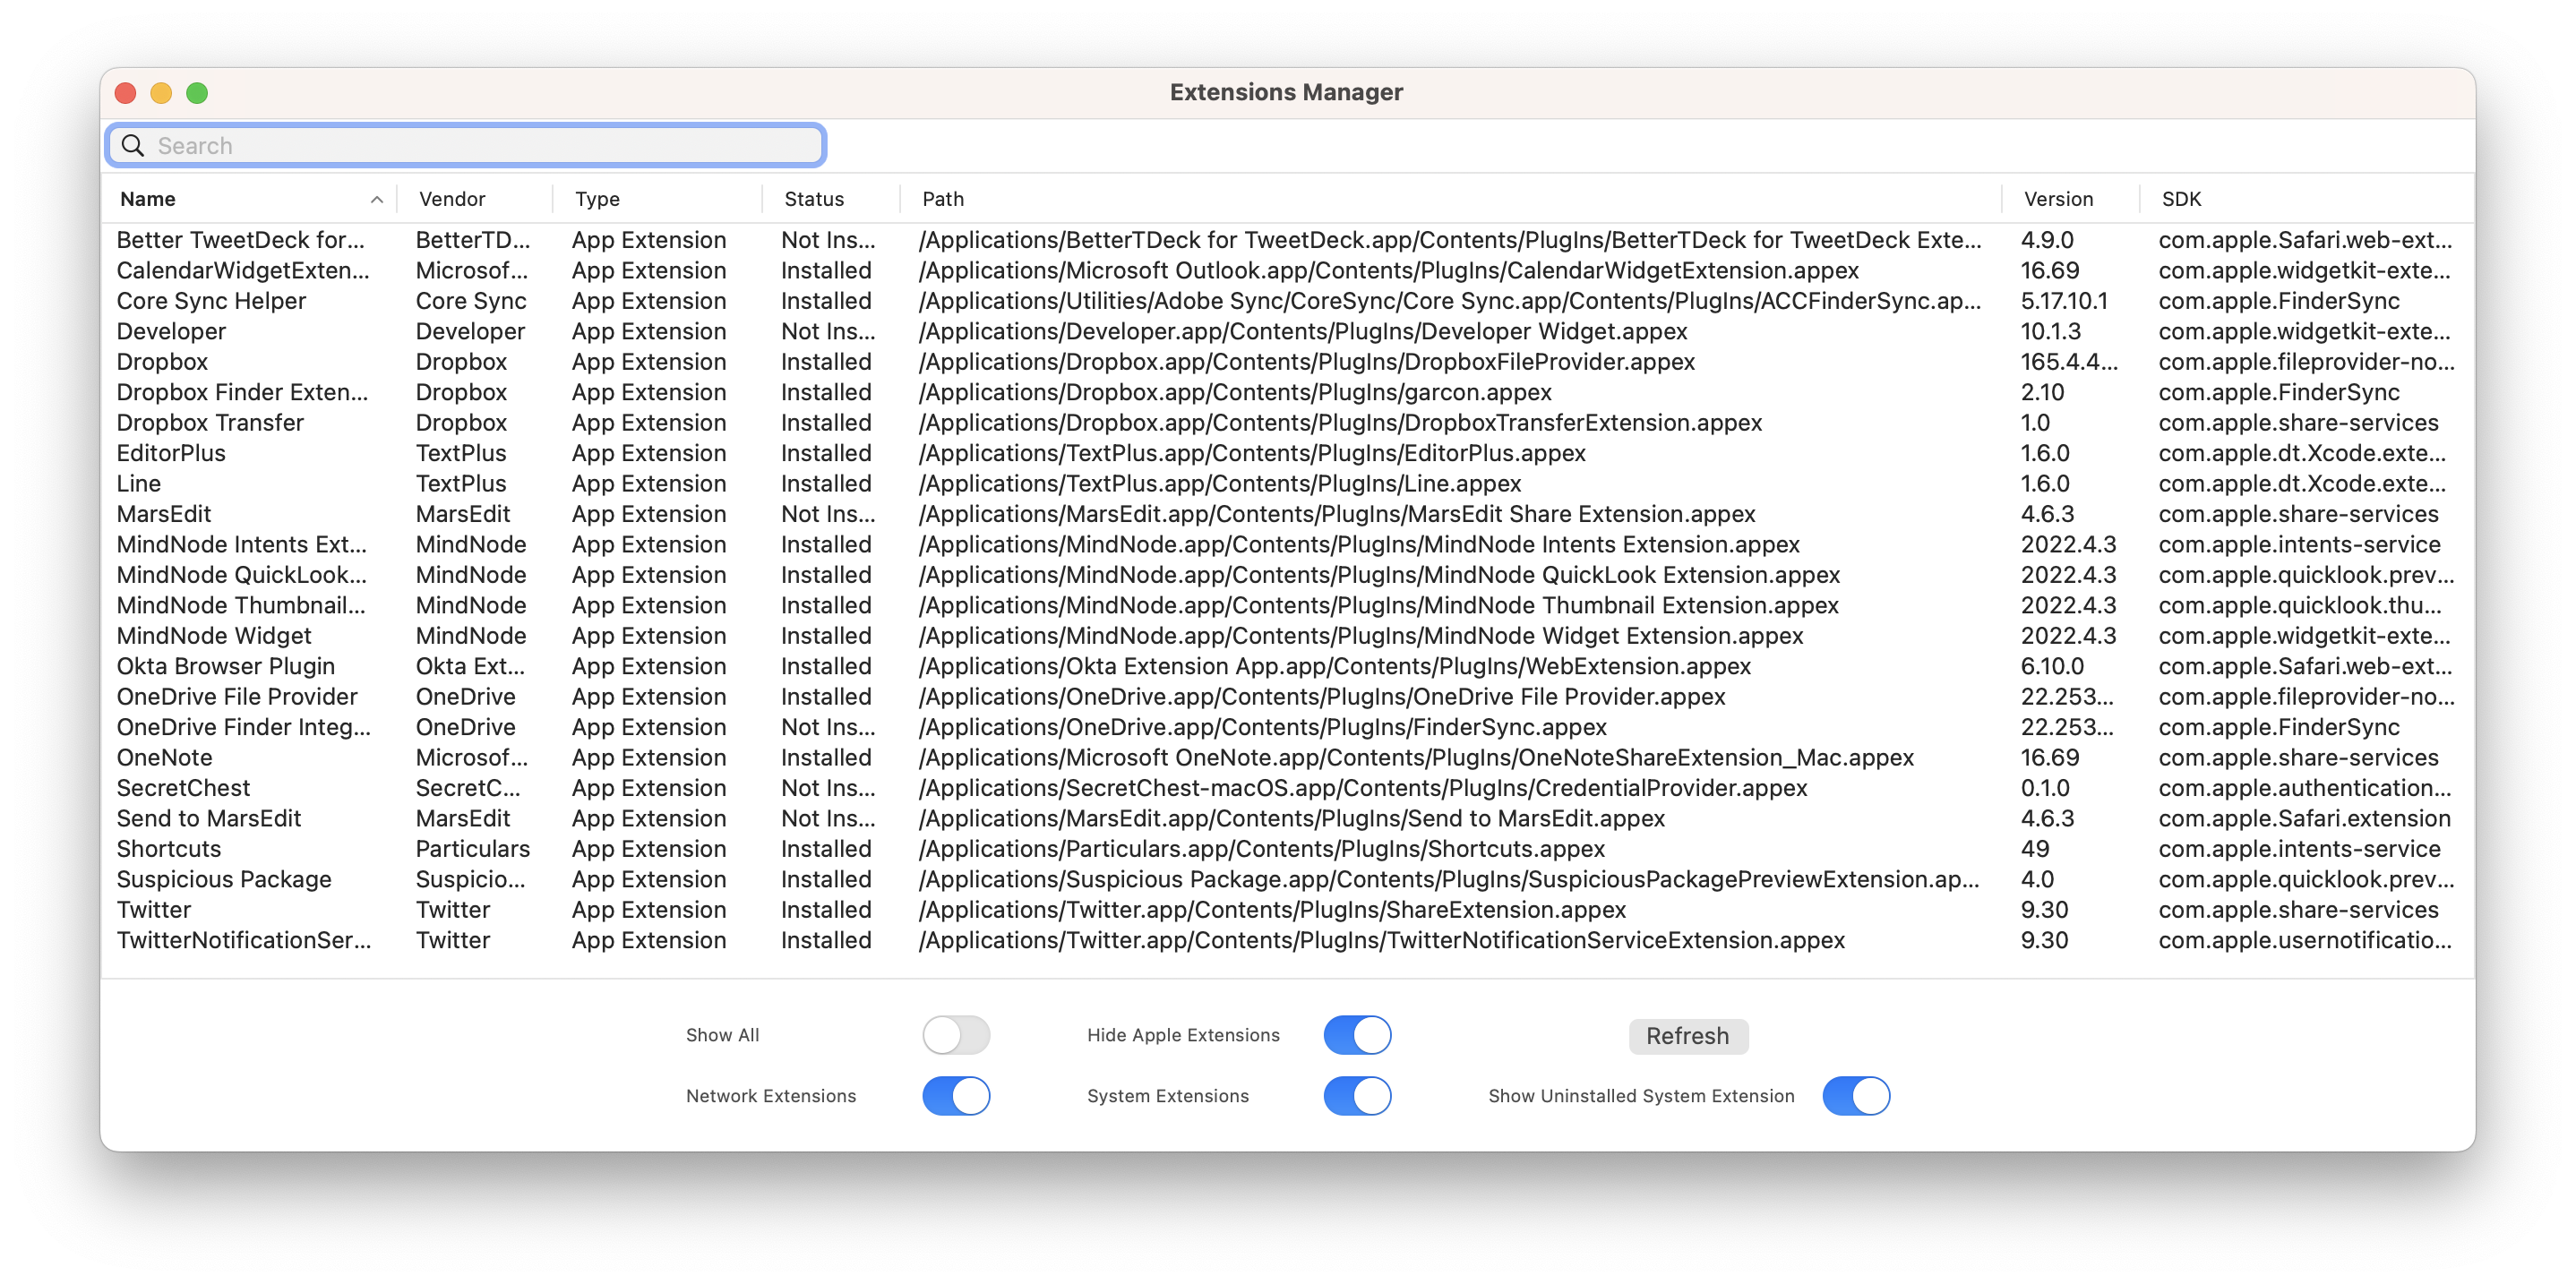 Extensions Manager
Search
Name Vendor Type Status Path Version SDK
Better TweetDeck for... BetterTD... App Extension Not Ins... /Applications/BetterTDeck for TweetDeck.app/Contents/PlugIns/BetterTDeck for TweetDeck Exte... 4.9.0 com.apple.Safari.web-ext...
CalendarWidgetExten... Microsof... App Extension Installed /Applications/Microsoft Outlook.app/Contents/PlugIns/CalendarWidgetExtension.appex 16.69 com.apple.widgetkit-exte...
Core Sync Helper Core Sync App Extension Installed /Applications/Utilities/Adobe Sync/CoreSync/Core Sync.app/Contents/PlugIns/ACCFinderSync.ap... 5.17.10.1 com.apple.FinderSync
Developer Developer App Extension Not Ins... /Applications/Developer.app/Contents/PlugIns/Developer Widget.appex 10.1.3 com.apple.widgetkit-exte...
Dropbox Dropbox App Extension Installed /Applications/Dropbox.app/Contents/PlugIns/DropboxFileProvider.appex 165.4.4... com.apple.fileprovider-no...
Dropbox Finder Exten... Dropbox App Extension Installed /Applications/Dropbox.app/Contents/PlugIns/garcon.appex 2.10 com.apple.FinderSync
Dropbox Transfer Dropbox App Extension Installed /Applications/Dropbox.app/Contents/PlugIns/DropboxTransferExtension.appex 1.0 com.apple.share-services
EditorPlus TextPlus App Extension Installed /Applications/TextPlus.app/Contents/PlugIns/EditorPlus.appex 1.6.0 com.apple.dt.Xcode.exte...
Line TextPlus App Extension Installed /Applications/TextPlus.app/Contents/PlugIns/Line.appex 1.6.0 com.apple.dt.Xcode.exte...
MarsEdit MarsEdit App Extension Not Ins... /Applications/MarsEdit.app/Contents/PlugIns/MarsEdit Share Extension.appex 4.6.3 com.apple.share-services
MindNode Intents Ext... MindNode App Extension Installed /Applications/MindNode.app/Contents/PlugIns/MindNode Intents Extension.appex 2022.4.3 com.apple.intents-service
MindNode QuickLook... MindNode App Extension Installed /Applications/MindNode.app/Contents/PlugIns/MindNode QuickLook Extension.appex 2022.4.3 com.apple.quicklook.prev...
MindNode Thumbnail... MindNode App Extension Installed /Applications/MindNode.app/Contents/PlugIns/MindNode Thumbnail Extension.appex 2022.4.3 com.apple.quicklook.thu...
MindNode Widget MindNode App Extension Installed /Applications/MindNode.app/Contents/PlugIns/MindNode Widget Extension.appex 2022.4.3 com.apple.widgetkit-exte...
Okta Browser Plugin Okta Ext... App Extension Installed /Applications/Okta Extension App.app/Contents/PlugIns/WebExtension.appex 6.10.0 com.apple.Safari.web-ext...
OneDrive File Provider OneDrive App Extension Installed /Applications/OneDrive.app/Contents/PlugIns/OneDrive File Provider.appex 22.253... com.apple.fileprovider-no...
OneDrive Finder Integ... OneDrive App Extension Not Ins... /Applications/OneDrive.app/Contents/PlugIns/FinderSync.appex 22.253... com.apple.FinderSync
OneNote Microsof... App Extension Installed /Applications/Microsoft OneNote.app/Contents/PlugIns/OneNoteShareExtension_Mac.appex 16.69 com.apple.share-services
SecretChest SecretC... App Extension Not Ins... /Applications/SecretChest-macOS.app/Contents/PlugIns/CredentialProvider.appex 0.1.0 com.apple.authentication...
Send to MarsEdit MarsEdit App Extension Not Ins... /Applications/MarsEdit.app/Contents/PlugIns/Send to MarsEdit.appex 4.6.3 com.apple.Safari.extension
Shortcuts Particulars App Extension Installed /Applications/Particulars.app/Contents/PlugIns/Shortcuts.appex 49 com.apple.intents-service
Suspicious Package Suspicio... App Extension Installed /Applications/Suspicious Package.app/Contents/PlugIns/SuspiciousPackagePreviewExtension.ap... 4.0 com.apple.quicklook.prev...
Twitter Twitter App Extension Installed /Applications/Twitter.app/Contents/PlugIns/ShareExtension.appex 9.30 com.apple.share-services
TwitterNotificationSer... Twitter App Extension Installed /Applications/Twitter.app/Contents/PlugIns/TwitterNotificationServiceExtension.appex 9.30 com.apple.usernotificatio...
Show All Hide Apple Extensions Refresh
Network Extensions System Extensions Show Uninstalled System Extension